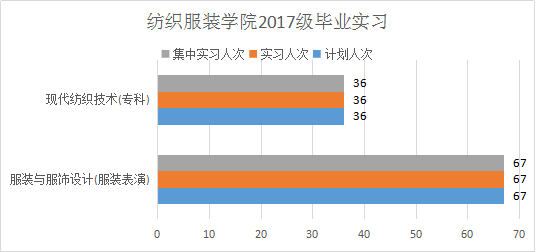 纺织服装学院2017级毕业实习
集中实习人次 实习人次 计划人次
现代纺织技术(专科)
36
36
36
服装与服饰设计(服装表演)
67
67
67
0 10 20 30 40 50 60 70